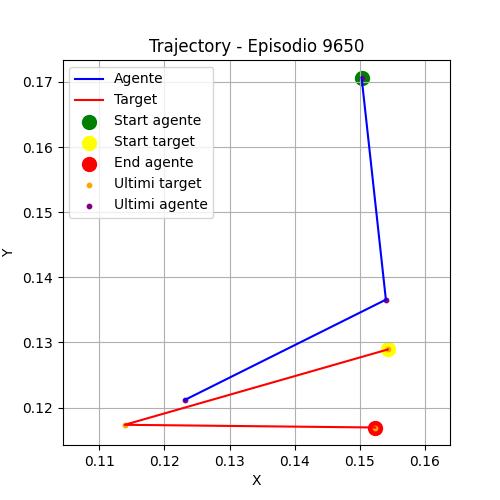 Trajectory - Episodio 9650
Agente
Target
Start agente
Start target
End agente
Ultimi target
Ultimi agente
0.17
0.16
0.15
0.14
0.13
0.12
Y
0.11 0.12 0.13 0.14 0.15 0.16
X